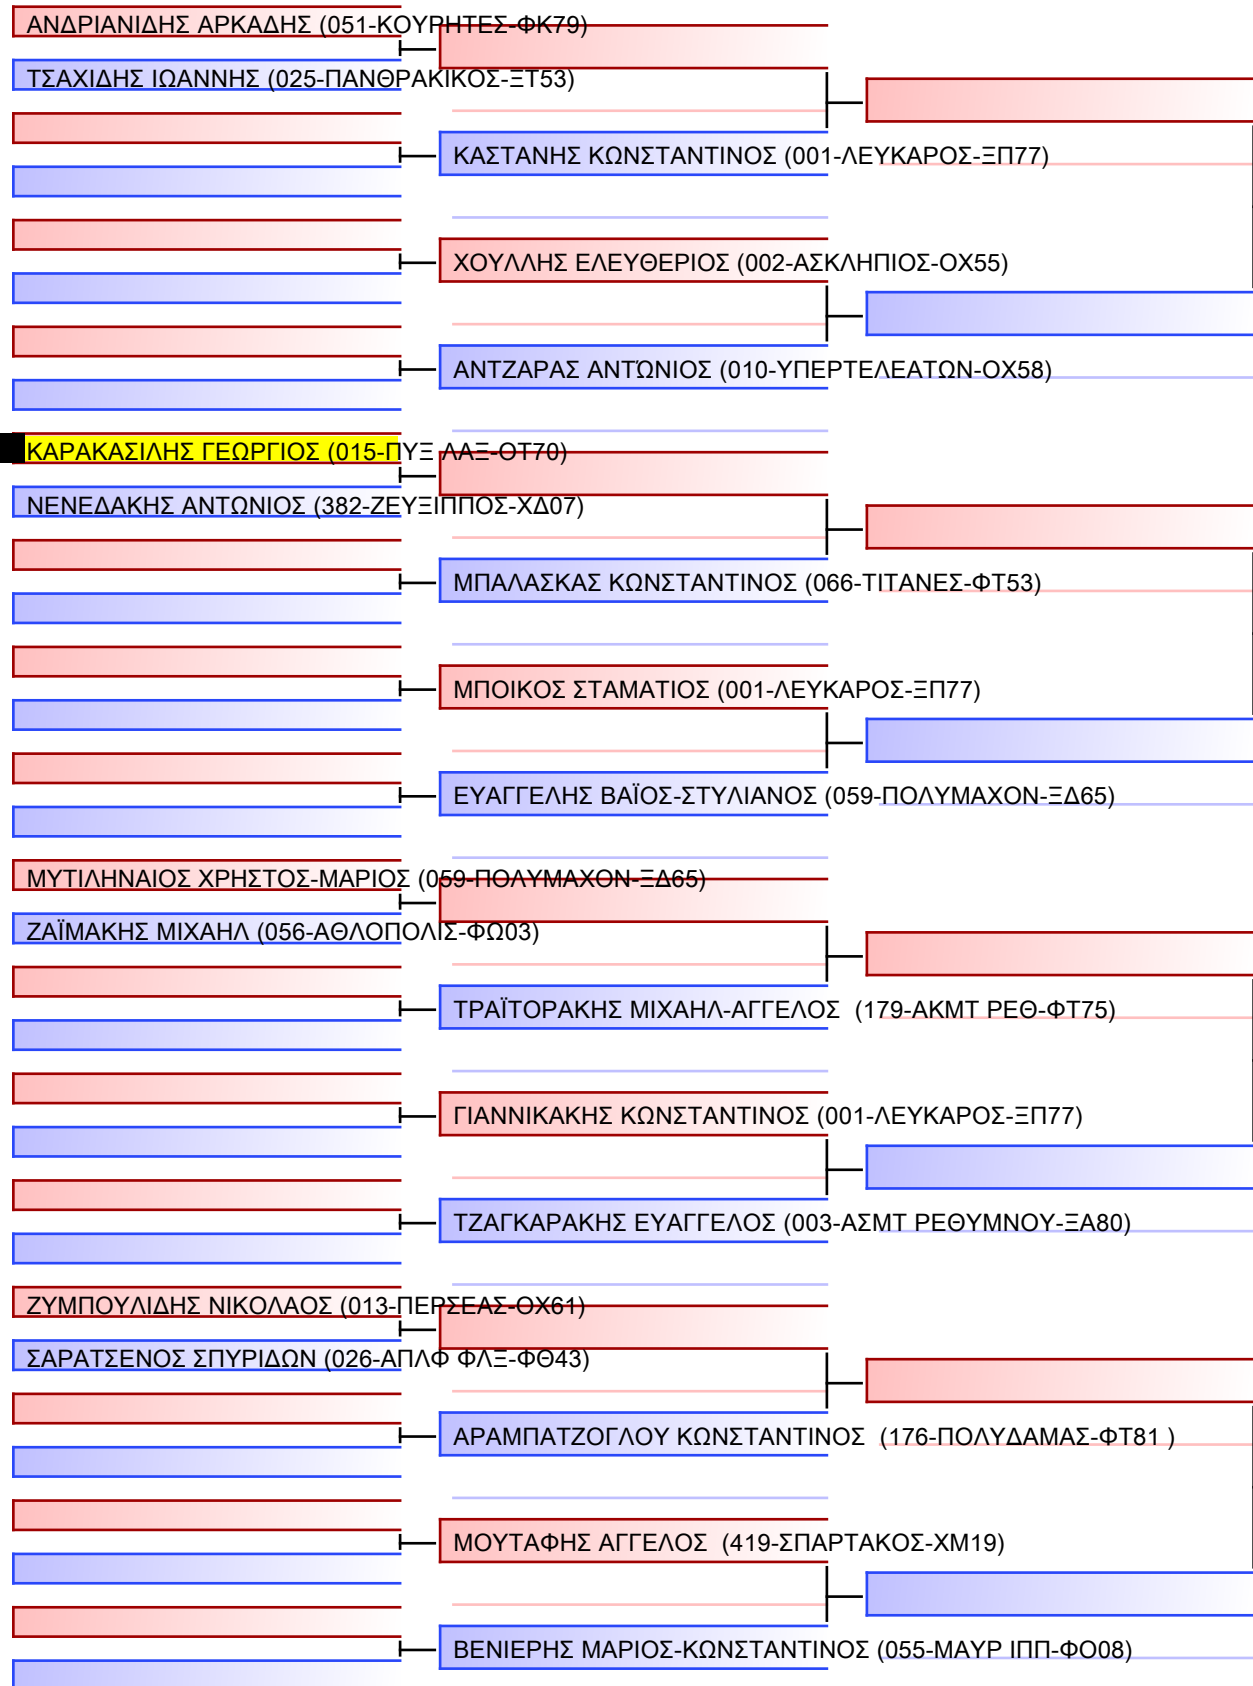 ΑΝΔΡΙΑΝΙΔΗΣ ΑΡΚΑΔΗΣ (051-ΚΟΥΡΗΤΕΣ-ΦΚ79)
ΤΣΑΧΙΔΗΣ ΙΩΑΝΝΗΣ (025-ΠΑΝΘΡΑΚΙΚΟΣ-ΞΤ53)
ΚΑΣΤΑΝΗΣ ΚΩΝΣΤΑΝΤΙΝΟΣ (001-ΛΕΥΚΑΡΟΣ-ΞΠ77)
ΧΟΥΛΛΗΣ ΕΛΕΥΘΕΡΙΟΣ (002-ΑΣΚΛΗΠΙΟΣ-ΟΧ55)
ΑΝΤΖΑΡΑΣ ΑΝΤΏΝΙΟΣ (010-ΥΠΕΡΤΕΛΕΑΤΩΝ-ΟΧ58)
ΚΑΡΑΚΑΣΙΛΗΣ ΓΕΩΡΓΙΟΣ (015-ΠΥΞ ΛΑΞ-ΟΤ70)
ΝΕΝΕΔΑΚΗΣ ΑΝΤΩΝΙΟΣ (382-ΖΕΥΞΙΠΠΟΣ-ΧΔ07)
ΜΠΑΛΑΣΚΑΣ ΚΩΝΣΤΑΝΤΙΝΟΣ (066-ΤΙΤΑΝΕΣ-ΦΤ53)
ΜΠΟΙΚΟΣ ΣΤΑΜΑΤΙΟΣ (001-ΛΕΥΚΑΡΟΣ-ΞΠ77)
ΕΥΑΓΓΕΛΗΣ ΒΑΪΟΣ-ΣΤΥΛΙΑΝΟΣ (059-ΠΟΛΥΜΑΧΟΝ-ΞΔ65)
ΜΥΤΙΛΗΝΑΙΟΣ ΧΡΗΣΤΟΣ-ΜΑΡΙΟΣ (059-ΠΟΛΥΜΑΧΟΝ-ΞΔ65)
ΖΑΪΜΑΚΗΣ ΜΙΧΑΗΛ (056-ΑΘΛΟΠΟΛΙΣ-ΦΩ03)
ΤΡΑΪΤΟΡΑΚΗΣ ΜΙΧΑΗΛ-ΑΓΓΕΛΟΣ (179-ΑΚΜΤ ΡΕΘ-ΦΤ75)
ΓΙΑΝΝΙΚΑΚΗΣ ΚΩΝΣΤΑΝΤΙΝΟΣ (001-ΛΕΥΚΑΡΟΣ-ΞΠ77)
ΤΖΑΓΚΑΡΑΚΗΣ ΕΥΑΓΓΕΛΟΣ (003-ΑΣΜΤ ΡΕΘΥΜΝΟΥ-ΞΑ80)
ΖΥΜΠΟΥΛΙΔΗΣ ΝΙΚΟΛΑΟΣ (013-ΠΕΡΣΕΑΣ-ΟΧ61)
ΣΑΡΑΤΣΕΝΟΣ ΣΠΥΡΙΔΩΝ (026-ΑΠΛΦ ΦΛΞ-ΦΘ43)
ΑΡΑΜΠΑΤΖΟΓΛΟΥ ΚΩΝΣΤΑΝΤΙΝΟΣ (176-ΠΟΛΥΔΑΜΑΣ-ΦΤ81 )
ΜΟΥΤΑΦΗΣ ΑΓΓΕΛΟΣ (419-ΣΠΑΡΤΑΚΟΣ-ΧΜ19)
ΒΕΝΙΕΡΗΣ ΜΑΡΙΟΣ-ΚΩΝΣΤΑΝΤΙΝΟΣ (055-ΜΑΥΡ ΙΠΠ-ΦΟ08)